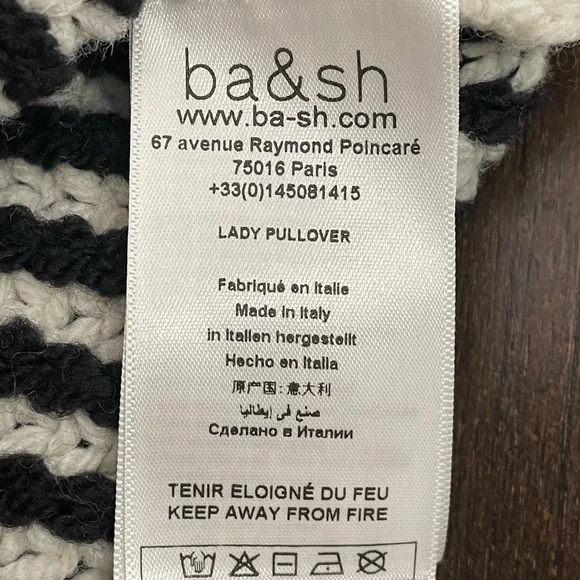 ba&sh
www.ba-sh.com
67 avenue Raymond Poincaré
75016 Paris
+33(0)145081415
LADY PULLOVER
Fabriqué en Italie
Made in Italy
in Italien hergestellt
Hecho en Italia
原产国: 意大利
صنع في إيطاليا
Сделано в Италии
TENIR ELOIGNÉ DU FEU
KEEP AWAY FROM FIRE